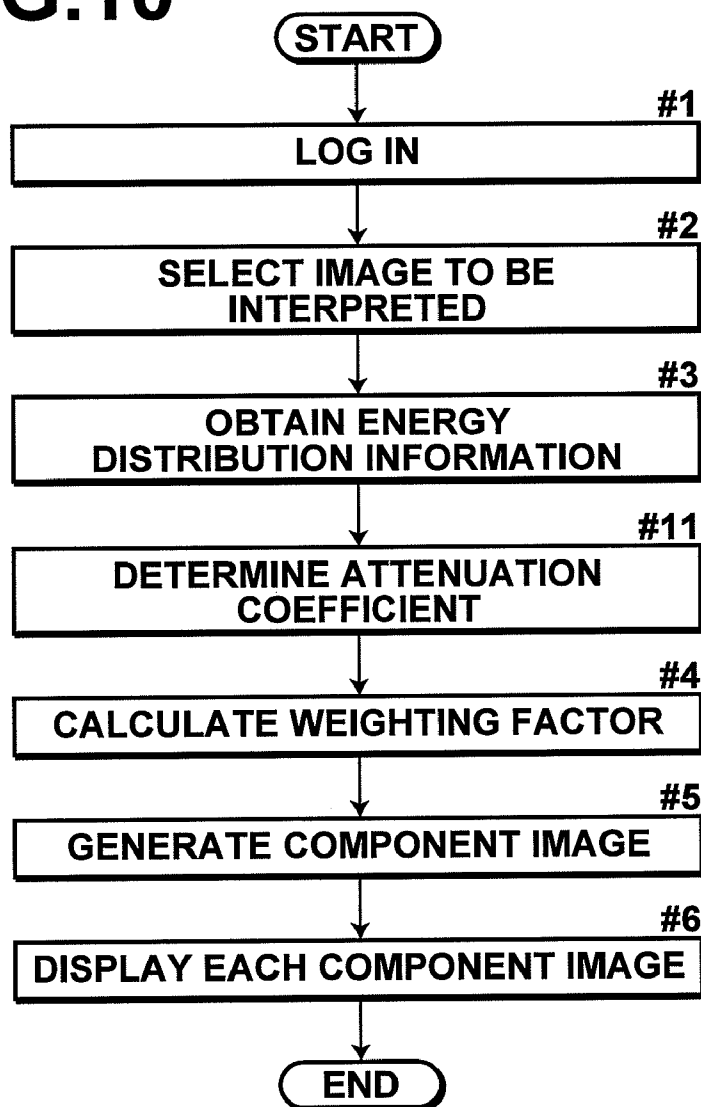 G.10
START
#1
LOG IN
#2
SELECT IMAGE TO BE
INTERPRETED
#3
OBTAIN ENERGY
DISTRIBUTION INFORMATION
#11
DETERMINE ATTENUATION
COEFFICIENT
#4
CALCULATE WEIGHTING FACTOR
#5
GENERATE COMPONENT IMAGE
#6
DISPLAY EACH COMPONENT IMAGE
END